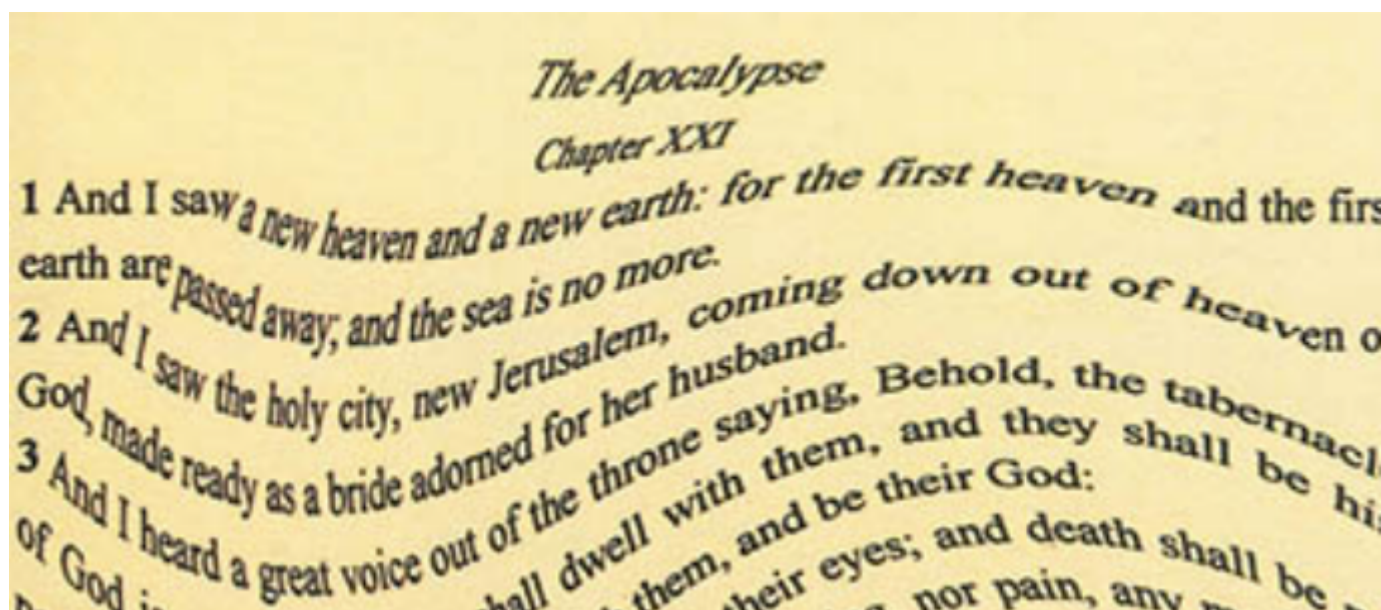 The Apocalypse
Chapter XXI
1 And I saw a new heaven and a new earth: for the first heaven and the firs
earth are passed away; and the sea is no more.
2 And I saw the holy city, new Jerusalem, coming down out of heaven o
God, made ready as a bride adorned for her husband.
3 And I heard a great voice out of the throne saying, Behold, the tabernacl
of God is shall dwell with them, and they shall be his
them, and be their God:
their eyes; and death shall be
nor pain, any